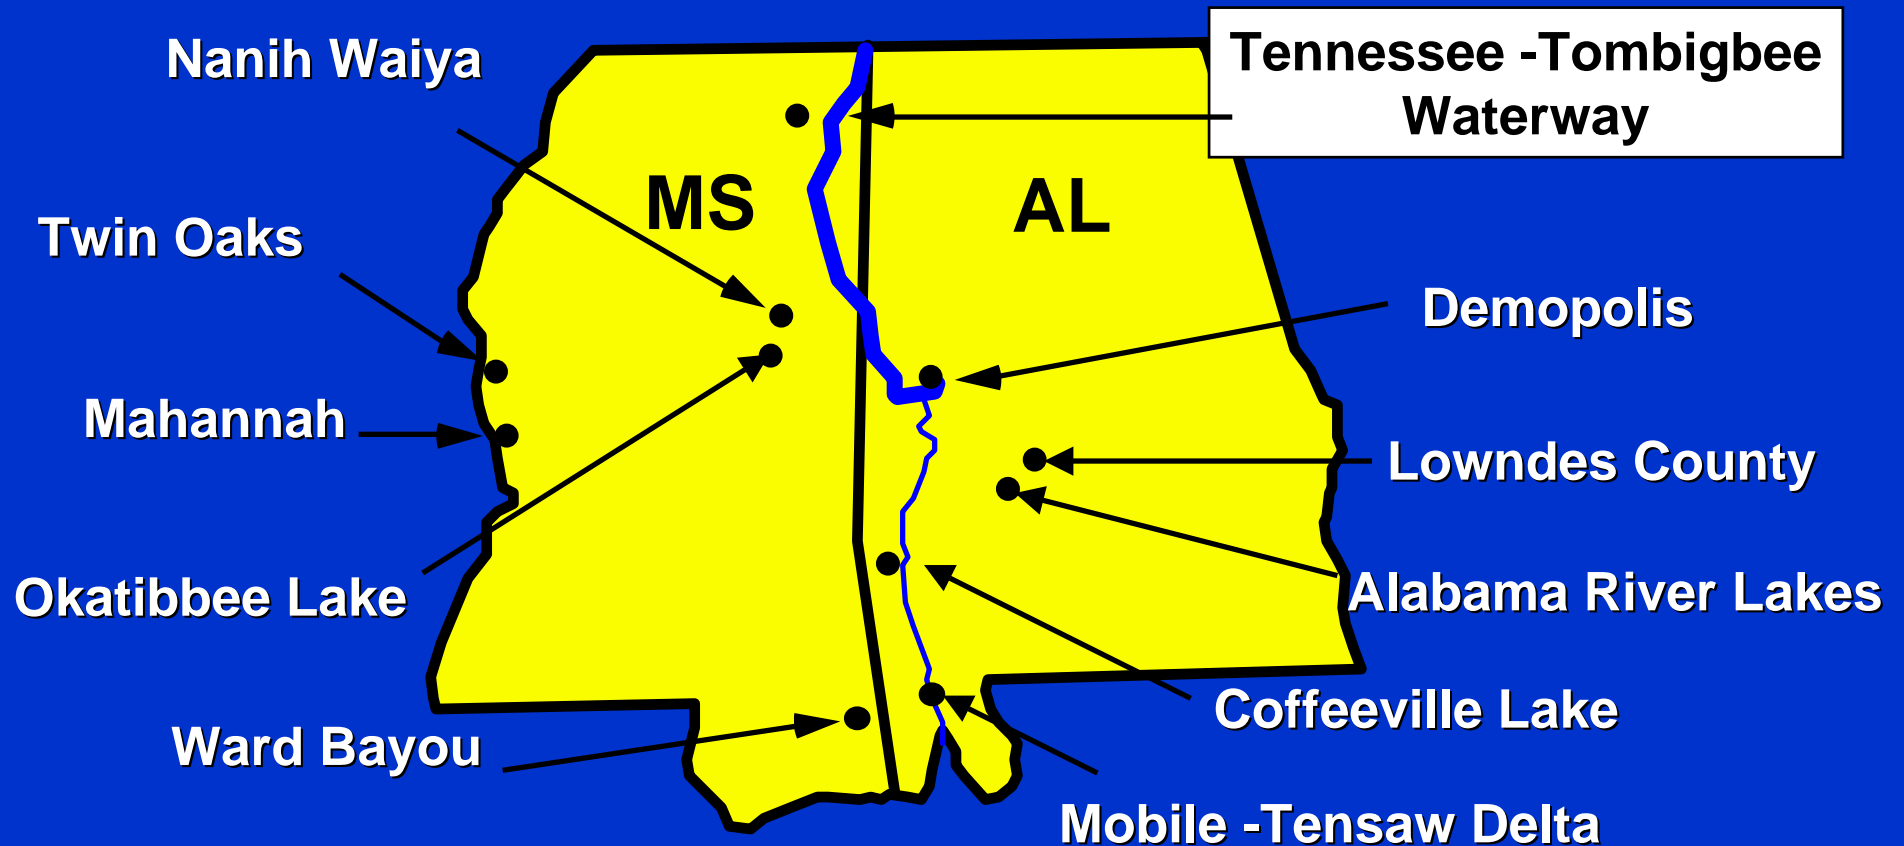 Nanih Waiya
Tennessee -Tombigbee
Waterway
MS
AL
Twin Oaks
Demopolis
Mahannah
Lowndes County
Okatibbee Lake
Alabama River Lakes
Coffeeville Lake
Ward Bayou
Mobile -Tensaw Delta